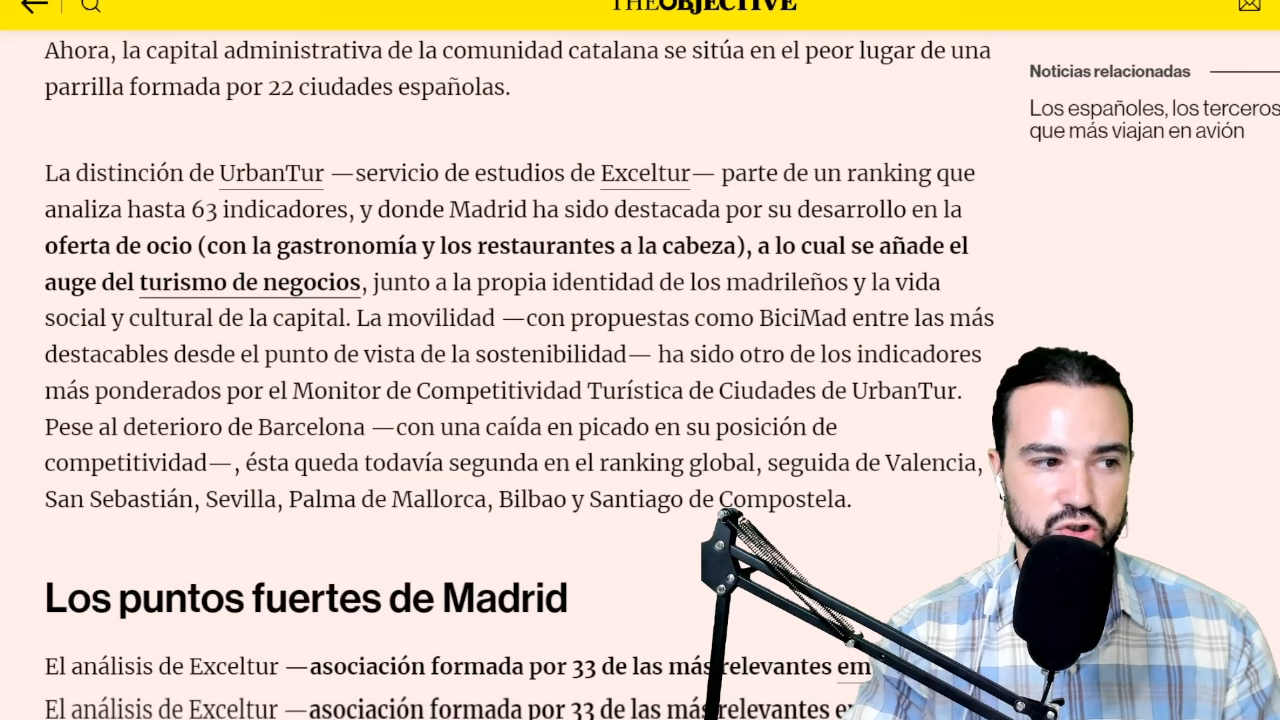 THEOBJECTIVE
Ahora, la capital administrativa de la comunidad catalana se sitúa en el peor lugar de una
parrilla formada por 22 ciudades españolas.
La distinción de UrbanTur —servicio de estudios de Exceltur— parte de un ranking que
analiza hasta 63 indicadores, y donde Madrid ha sido destacada por su desarrollo en la
oferta de ocio (con la gastronomía y los restaurantes a la cabeza), a lo cual se añade el
auge del turismo de negocios, junto a la propia identidad de los madrileños y la vida
social y cultural de la capital. La movilidad —con propuestas como BiciMad entre las más
destacables desde el punto de vista de la sostenibilidad— ha sido otro de los indicadores
más ponderados por el Monitor de Competitividad Turística de Ciudades de UrbanTur.
Pese al deterioro de Barcelona —con una caída en picado en su posición de
competitividad—, ésta queda todavía segunda en el ranking global, seguida de Valencia,
San Sebastián, Sevilla, Palma de Mallorca, Bilbao y Santiago de Compostela.
Los puntos fuertes de Madrid
El análisis de Exceltur —asociación formada por 33 de las más relevantes em
El análisis de Exceltur —asociación formada por 33 de las más relevantes
Noticias relacionadas
Los españoles, los terceros
que más viajan en avión